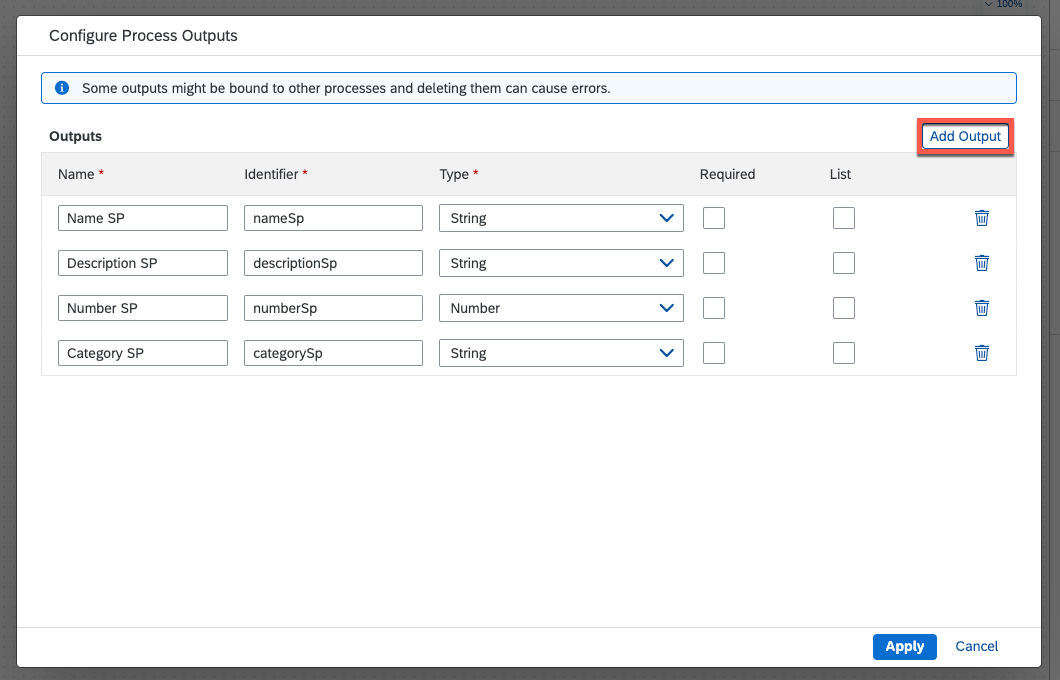 100%
Configure Process Outputs
Some outputs might be bound to other processes and deleting them can cause errors.
Outputs
Add Output
Name * Identifier * Type * Required List
Name SP nameSp String
Description SP descriptionSp String
Number SP numberSp Number
Category SP categorySp String
Apply Cancel